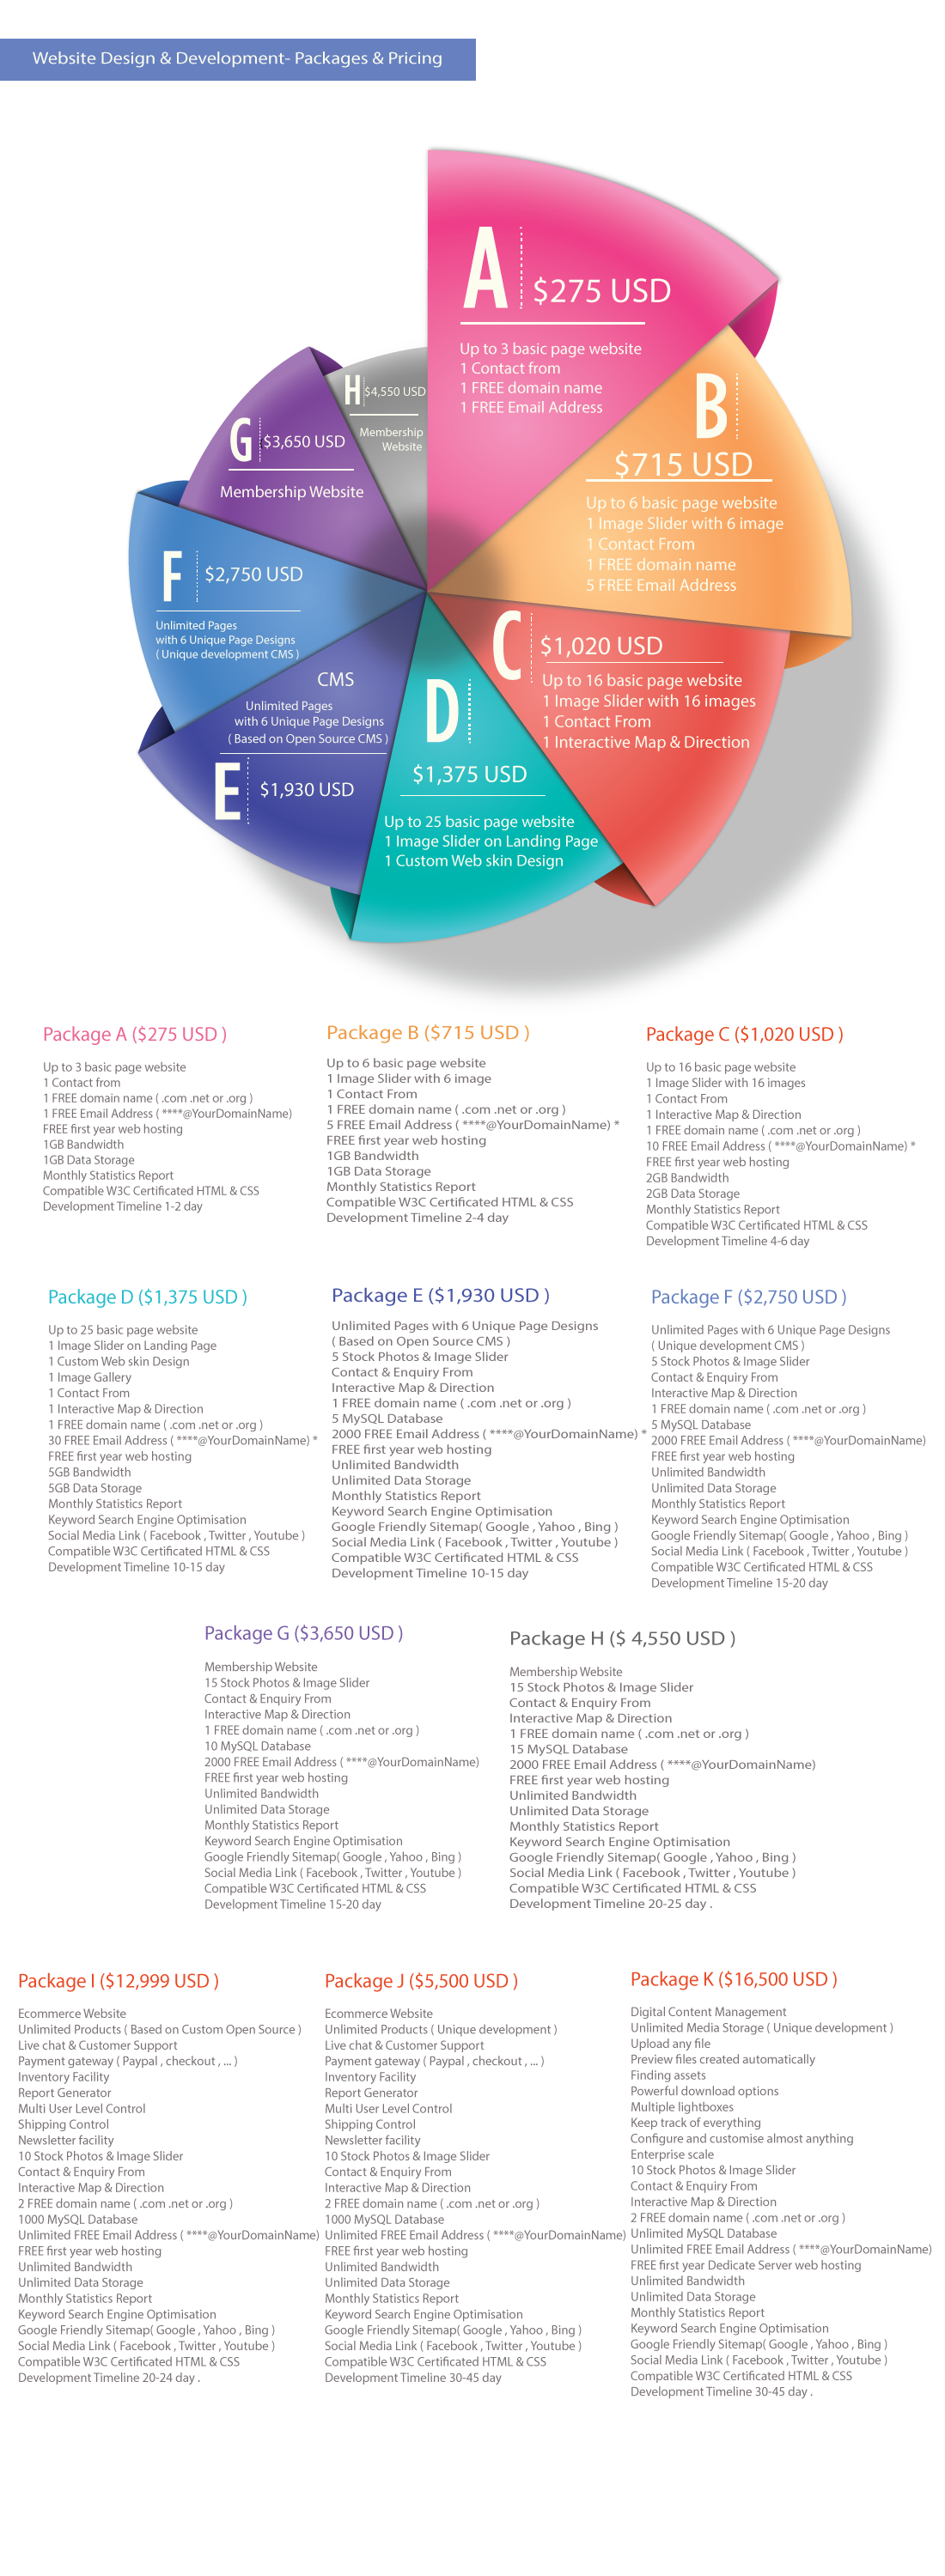 Website Design & Development- Packages & Pricing
A
$275 USD
Up to 3 basic page website
1 Contact from
1 FREE domain name
1 FREE Email Address
B
$715 USD
Up to 6 basic page website
1 Image Slider with 6 image
1 Contact From
1 FREE domain name
5 FREE Email Address
C
$1,020 USD
Up to 16 basic page website
1 Image Slider with 16 images
1 Contact From
1 Interactive Map & Direction
D
$1,375 USD
Up to 25 basic page website
1 Image Slider on Landing Page
1 Custom Web skin Design
CMS
Unlimited Pages
with 6 Unique Page Designs
( Based on Open Source CMS )
E
$1,930 USD
F
$2,750 USD
Unlimited Pages
with 6 Unique Page Designs
( Unique development CMS )
G
$3,650 USD
Membership Website
H
$4,550 USD
Membership
Website
Package A ($275 USD )
Up to 3 basic page website
1 Contact from
1 FREE domain name ( .com .net or .org )
1 FREE Email Address ( ****@YourDomainName)
FREE first year web hosting
1GB Bandwidth
1GB Data Storage
Monthly Statistics Report
Compatible W3C Certificated HTML & CSS
Development Timeline 1-2 day
Package B ($715 USD )
Up to 6 basic page website
1 Image Slider with 6 image
1 Contact From
1 FREE domain name ( .com .net or .org )
5 FREE Email Address ( ****@YourDomainName) *
FREE first year web hosting
1GB Bandwidth
1GB Data Storage
Monthly Statistics Report
Compatible W3C Certificated HTML & CSS
Development Timeline 2-4 day
Package C ($1,020 USD )
Up to 16 basic page website
1 Image Slider with 16 images
1 Contact From
1 Interactive Map & Direction
1 FREE domain name ( .com .net or .org )
10 FREE Email Address ( ****@YourDomainName) *
FREE first year web hosting
2GB Bandwidth
2GB Data Storage
Monthly Statistics Report
Compatible W3C Certificated HTML & CSS
Development Timeline 4-6 day
Package D ($1,375 USD )
Up to 25 basic page website
1 Image Slider on Landing Page
1 Custom Web skin Design
1 Image Gallery
1 Contact From
1 Interactive Map & Direction
1 FREE domain name ( .com .net or .org )
30 FREE Email Address ( ****@YourDomainName) *
FREE first year web hosting
5GB Bandwidth
5GB Data Storage
Monthly Statistics Report
Keyword Search Engine Optimisation
Social Media Link ( Facebook , Twitter , Youtube )
Compatible W3C Certificated HTML & CSS
Development Timeline 10-15 day
Package E ($1,930 USD )
Unlimited Pages with 6 Unique Page Designs
( Based on Open Source CMS )
5 Stock Photos & Image Slider
Contact & Enquiry From
Interactive Map & Direction
1 FREE domain name ( .com .net or .org )
5 MySQL Database
2000 FREE Email Address ( ****@YourDomainName) *
FREE first year web hosting
Unlimited Bandwidth
Unlimited Data Storage
Monthly Statistics Report
Keyword Search Engine Optimisation
Google Friendly Sitemap( Google , Yahoo , Bing )
Social Media Link ( Facebook , Twitter , Youtube )
Compatible W3C Certificated HTML & CSS
Development Timeline 10-15 day
Package F ($2,750 USD )
Unlimited Pages with 6 Unique Page Designs
( Unique development CMS )
5 Stock Photos & Image Slider
Contact & Enquiry From
Interactive Map & Direction
1 FREE domain name ( .com .net or .org )
5 MySQL Database
2000 FREE Email Address ( ****@YourDomainName)
FREE first year web hosting
Unlimited Bandwidth
Unlimited Data Storage
Monthly Statistics Report
Keyword Search Engine Optimisation
Google Friendly Sitemap( Google , Yahoo , Bing )
Social Media Link ( Facebook , Twitter , Youtube )
Compatible W3C Certificated HTML & CSS
Development Timeline 15-20 day
Package G ($3,650 USD )
Membership Website
15 Stock Photos & Image Slider
Contact & Enquiry From
Interactive Map & Direction
1 FREE domain name ( .com .net or .org )
10 MySQL Database
2000 FREE Email Address ( ****@YourDomainName)
FREE first year web hosting
Unlimited Bandwidth
Unlimited Data Storage
Monthly Statistics Report
Keyword Search Engine Optimisation
Google Friendly Sitemap( Google , Yahoo , Bing )
Social Media Link ( Facebook , Twitter , Youtube )
Compatible W3C Certificated HTML & CSS
Development Timeline 15-20 day
Package H ($ 4,550 USD )
Membership Website
15 Stock Photos & Image Slider
Contact & Enquiry From
Interactive Map & Direction
1 FREE domain name ( .com .net or .org )
15 MySQL Database
2000 FREE Email Address ( ****@YourDomainName)
FREE first year web hosting
Unlimited Bandwidth
Unlimited Data Storage
Monthly Statistics Report
Keyword Search Engine Optimisation
Google Friendly Sitemap( Google , Yahoo , Bing )
Social Media Link ( Facebook , Twitter , Youtube )
Compatible W3C Certificated HTML & CSS
Development Timeline 20-25 day .
Package I ($12,999 USD )
Ecommerce Website
Unlimited Products ( Based on Custom Open Source )
Live chat & Customer Support
Payment gateway ( Paypal , checkout , ... )
Inventory Facility
Report Generator
Multi User Level Control
Shipping Control
Newsletter facility
10 Stock Photos & Image Slider
Contact & Enquiry From
Interactive Map & Direction
2 FREE domain name ( .com .net or .org )
1000 MySQL Database
Unlimited FREE Email Address ( ****@YourDomainName)
FREE first year web hosting
Unlimited Bandwidth
Unlimited Data Storage
Monthly Statistics Report
Keyword Search Engine Optimisation
Google Friendly Sitemap( Google , Yahoo , Bing )
Social Media Link ( Facebook , Twitter , Youtube )
Compatible W3C Certificated HTML & CSS
Development Timeline 20-24 day .
Package J ($5,500 USD )
Ecommerce Website
Unlimited Products ( Unique development )
Live chat & Customer Support
Payment gateway ( Paypal , checkout , ... )
Inventory Facility
Report Generator
Multi User Level Control
Shipping Control
Newsletter facility
10 Stock Photos & Image Slider
Contact & Enquiry From
Interactive Map & Direction
2 FREE domain name ( .com .net or .org )
1000 MySQL Database
Unlimited FREE Email Address ( ****@YourDomainName)
FREE first year web hosting
Unlimited Bandwidth
Unlimited Data Storage
Monthly Statistics Report
Keyword Search Engine Optimisation
Google Friendly Sitemap( Google , Yahoo , Bing )
Social Media Link ( Facebook , Twitter , Youtube )
Compatible W3C Certificated HTML & CSS
Development Timeline 30-45 day
Package K ($16,500 USD )
Digital Content Management
Unlimited Media Storage ( Unique development )
Upload any file
Preview files created automatically
Finding assets
Powerful download options
Multiple lightboxes
Keep track of everything
Configure and customise almost anything
Enterprise scale
10 Stock Photos & Image Slider
Contact & Enquiry From
Interactive Map & Direction
2 FREE domain name ( .com .net or .org )
Unlimited MySQL Database
Unlimited FREE Email Address ( ****@YourDomainName)
FREE first year Dedicate Server web hosting
Unlimited Bandwidth
Unlimited Data Storage
Monthly Statistics Report
Keyword Search Engine Optimisation
Google Friendly Sitemap( Google , Yahoo , Bing )
Social Media Link ( Facebook , Twitter , Youtube )
Compatible W3C Certificated HTML & CSS
Development Timeline 30-45 day .